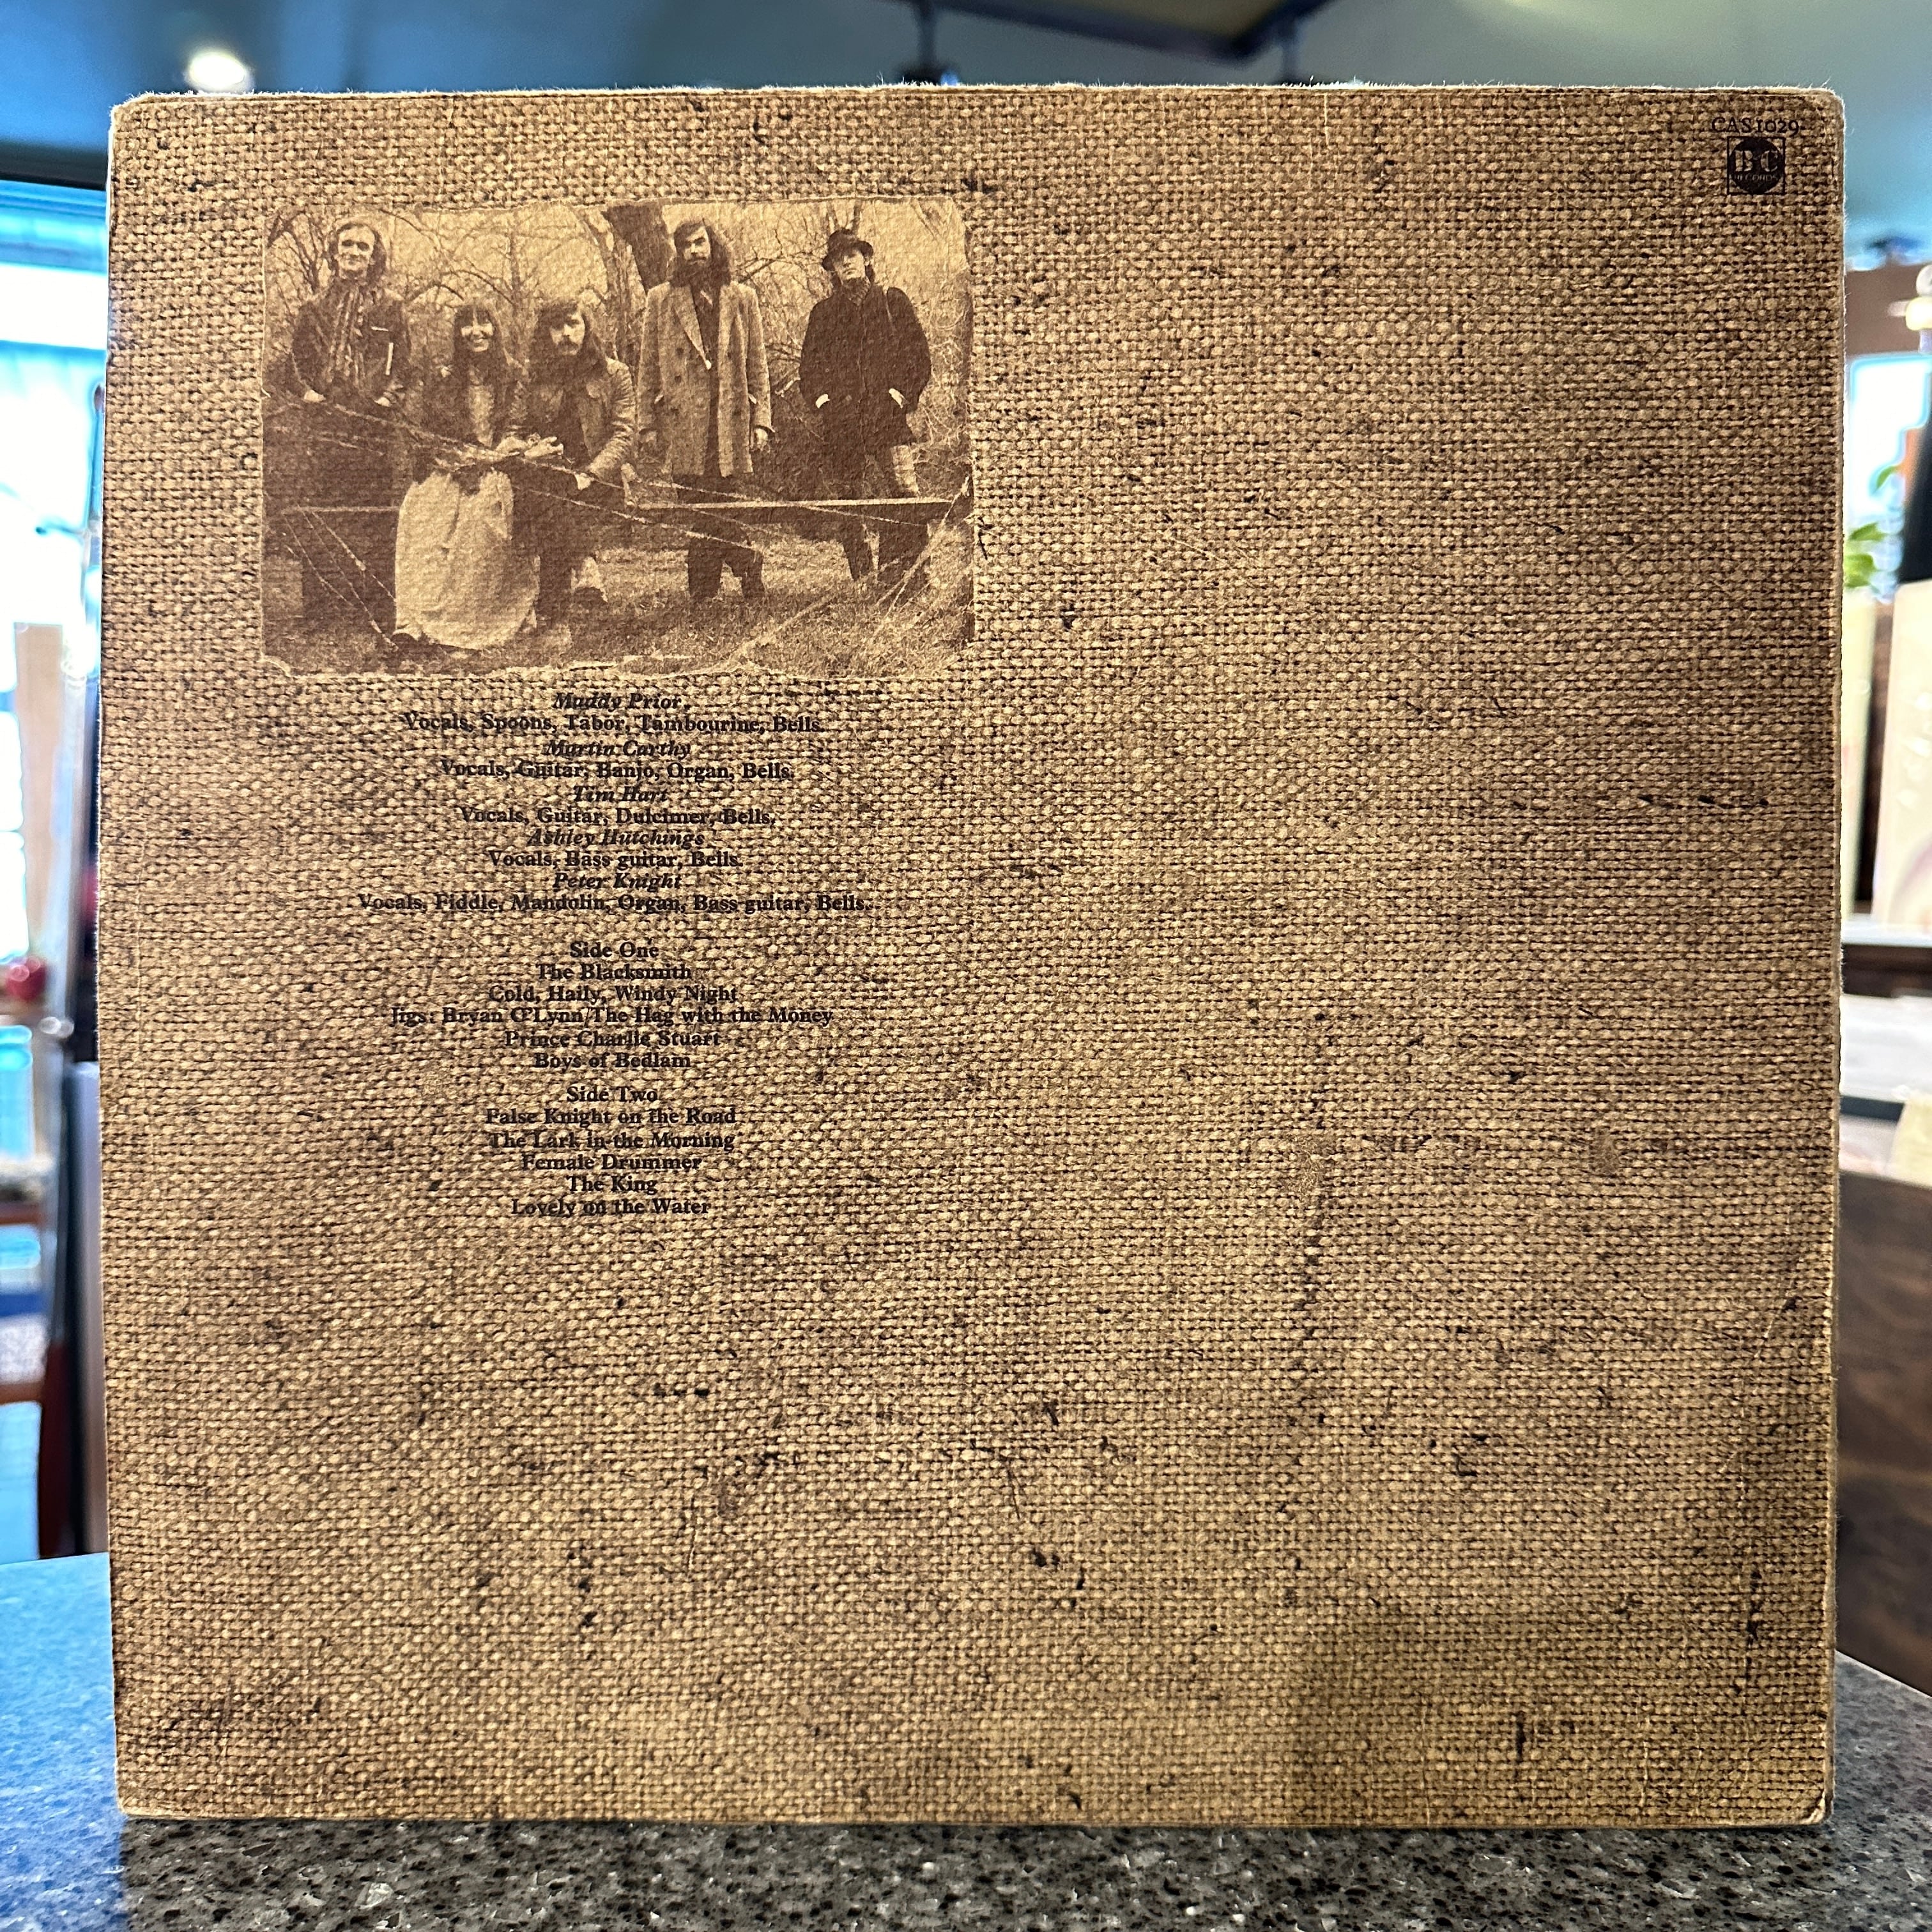 CAS1029
B&C
RECORDS
Maddy Prior
Vocals, Spoons, Tabor, Tambourine, Bells.
Martin Carthy
Vocals, Guitar, Banjo, Organ, Bells.
Tim Hart
Vocals, Guitar, Dulcimer, Bells.
Ashley Hutchings
Vocals, Bass guitar, Bells.
Peter Knight
Vocals, Fiddle, Mandolin, Organ, Bass guitar, Bells.
Side One
The Blacksmith
Cold, Haily, Windy Night
Jigs: Bryan O'Lynn/The Hag with the Money
Prince Charlie Stuart
Boys of Bedlam
Side Two
False Knight on the Road
The Lark in the Morning
Female Drummer
The King
Lovely on the Water